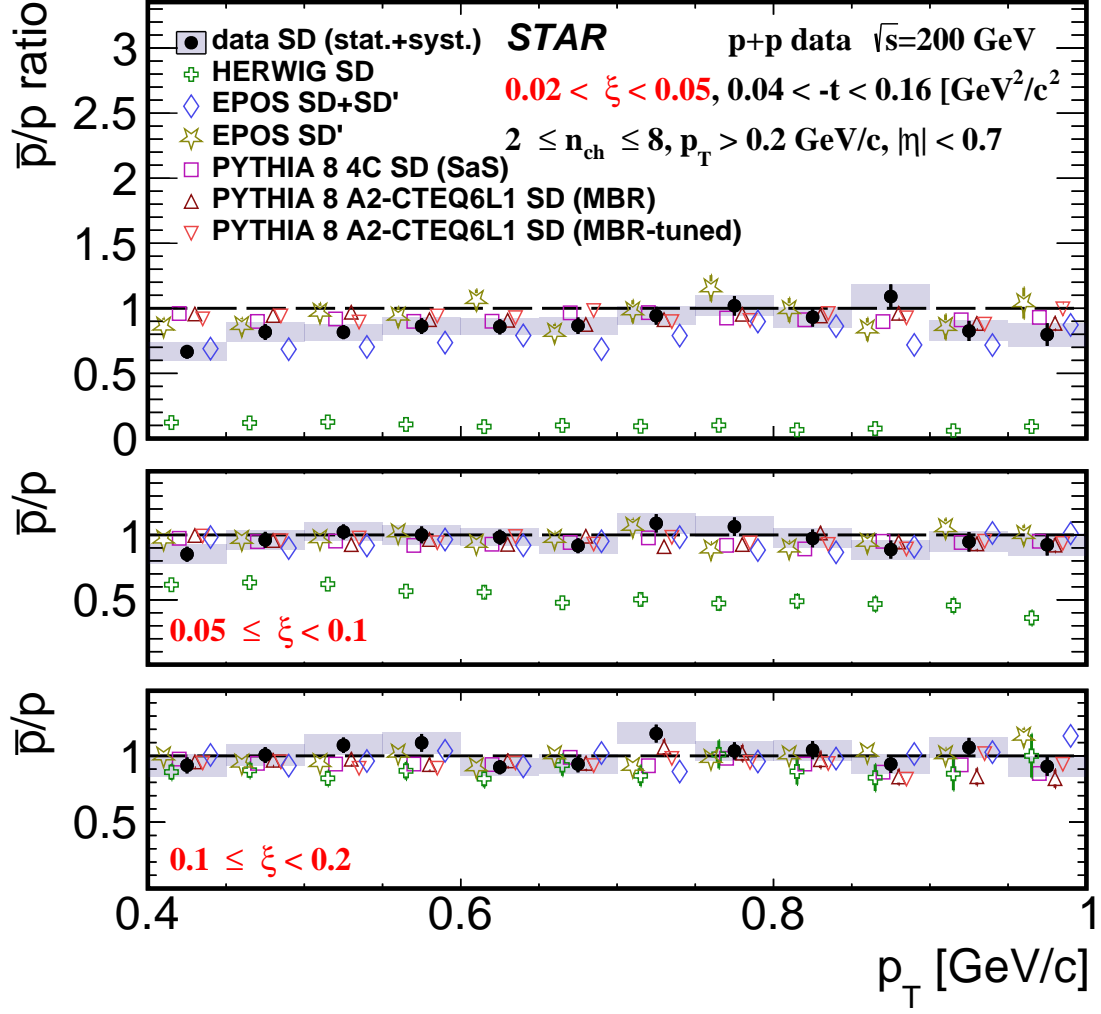 p̅/p ratio
3
2.5
2
1.5
1
0.5
0
data SD (stat.+syst.)
HERWIG SD
EPOS SD+SD'
EPOS SD'
PYTHIA 8 4C SD (SaS)
PYTHIA 8 A2-CTEQ6L1 SD (MBR)
PYTHIA 8 A2-CTEQ6L1 SD (MBR-tuned)
STAR p+p data √s=200 GeV
0.02 < ξ < 0.05, 0.04 < -t < 0.16 [GeV²/c²
2 ≤ n_ch ≤ 8, p_T > 0.2 GeV/c, |η| < 0.7
p̅/p
1
0.5
0.05 ≤ ξ < 0.1
p̅/p
1
0.5
0.1 ≤ ξ < 0.2
0.4 0.6 0.8 1
p_T [GeV/c]